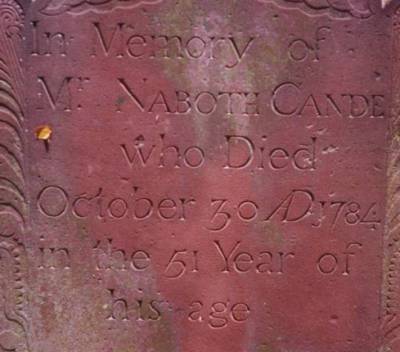 In Memory of
Mr NABOTH CANDE
who Died
October 30 AD 1784
in the 51 Year of
his age